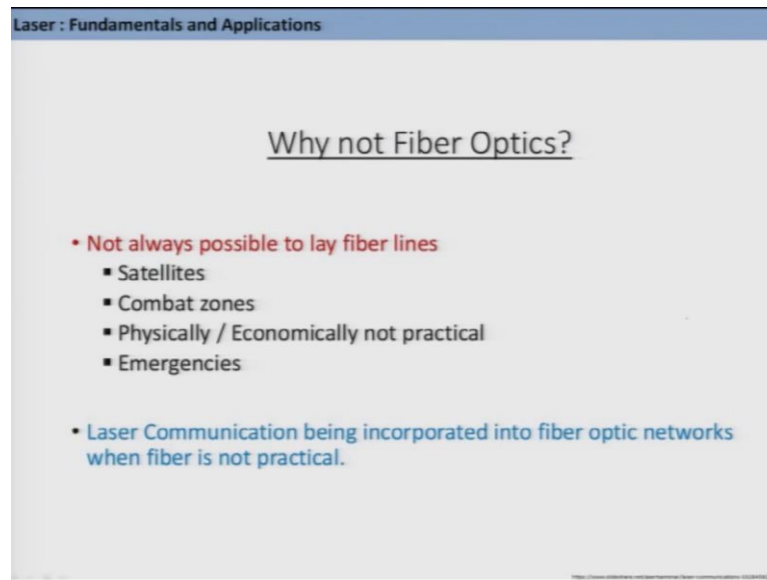 Laser : Fundamentals and Applications
Why not Fiber Optics?
• Not always possible to lay fiber lines
▪ Satellites
▪ Combat zones
▪ Physically / Economically not practical
▪ Emergencies
• Laser Communication being incorporated into fiber optic networks
when fiber is not practical.